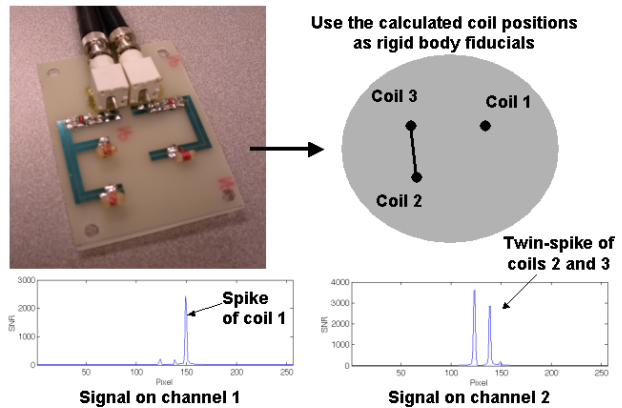 Use the calculated coil positions
as rigid body fiducials
Coil 3
Coil 1
Coil 2
Twin-spike of
coils 2 and 3
3000
2000
1000
0
SNR
Spike
of coil 1
50
100
150
200
250
Pixel
Signal on channel 1
4000
3000
2000
1000
0
SNR
50
100
150
200
250
Pixel
Signal on channel 2